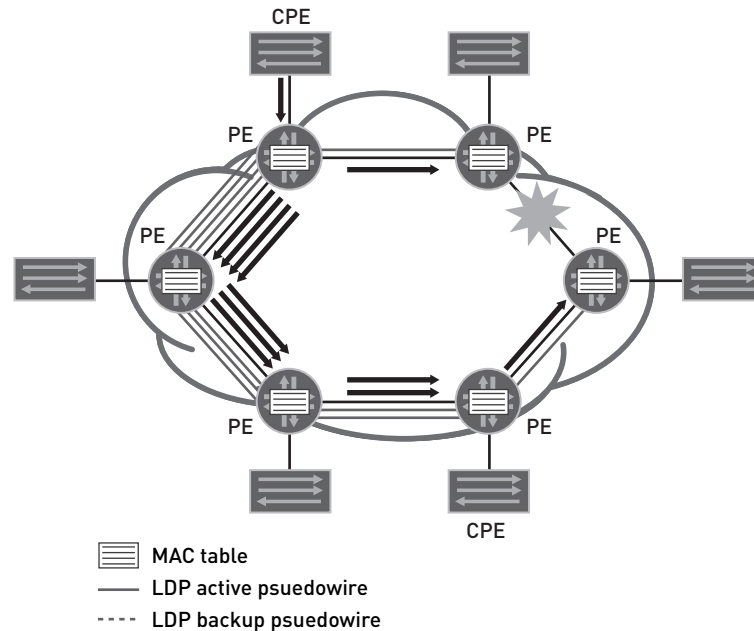 CPE
PE
PE
PE
PE
PE
PE
CPE
MAC table
LDP active psuedowire
LDP backup psuedowire